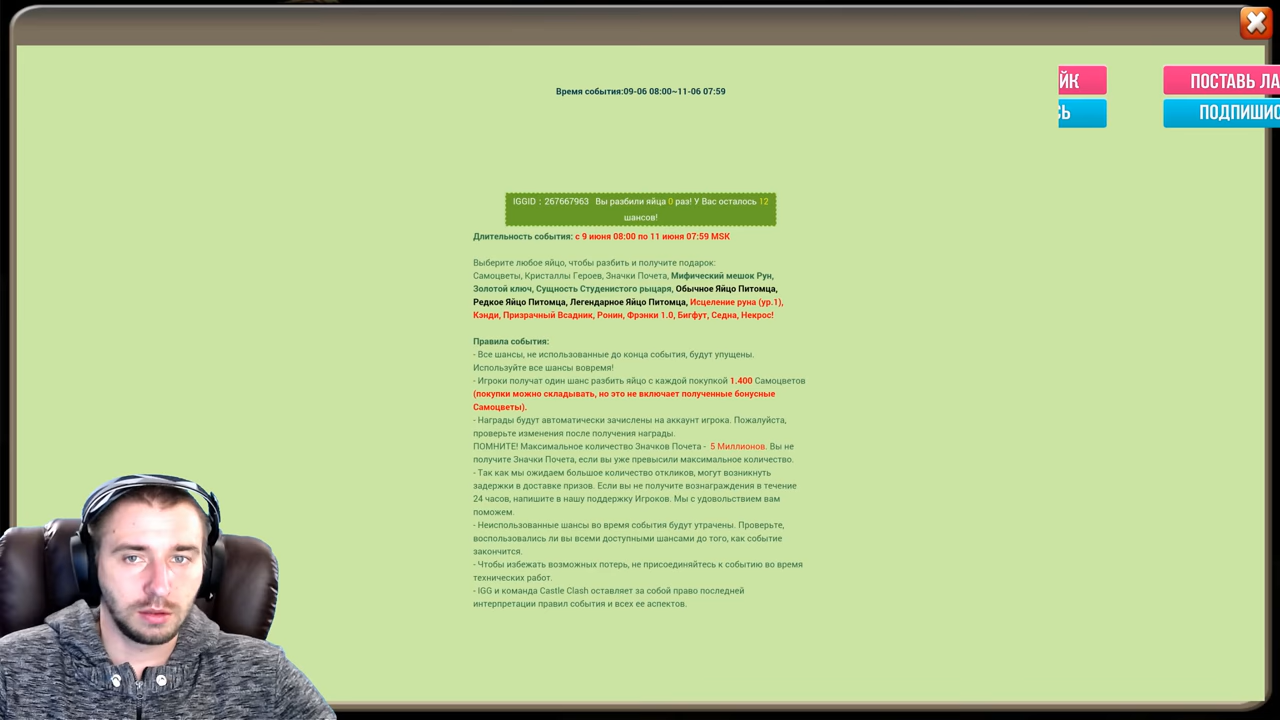 ЙК
ПОСТАВЬ ЛА
СЬ
ПОДПИШИС
Время события:09-06 08:00~11-06 07:59
IGGID : 267667963 Вы разбили яйца 0 раз! У Вас осталось 12
шансов!
Длительность события: с 9 июня 08:00 по 11 июня 07:59 MSK
Выберите любое яйцо, чтобы разбить и получите подарок:
Самоцветы, Кристаллы Героев, Значки Почета, Мифический мешок Рун,
Золотой ключ, Сущность Студенистого рыцаря, Обычное Яйцо Питомца,
Редкое Яйцо Питомца, Легендарное Яйцо Питомца, Исцеление руна (ур.1),
Кэнди, Призрачный Всадник, Ронин, Фрэнки 1.0, Бигфут, Седна, Некрос!
Правила события:
- Все шансы, не использованные до конца события, будут упущены.
Используйте все шансы вовремя!
- Игроки получат один шанс разбить яйцо с каждой покупкой 1.400 Самоцветов
(покупки можно складывать, но это не включает полученные бонусные
Самоцветы).
- Награды будут автоматически зачислены на аккаунт игрока. Пожалуйста,
проверьте изменения после получения награды.
ПОМНИТЕ! Максимальное количество Значков Почета - 5 Миллионов. Вы не
получите Значки Почета, если вы уже превысили максимальное количество.
- Так как мы ожидаем большое количество откликов, могут возникнуть
задержки в доставке призов. Если вы не получите вознаграждения в течение
24 часов, напишите в нашу поддержку Игроков. Мы с удовольствием вам
поможем.
- Неиспользованные шансы во время события будут утрачены. Проверьте,
воспользовались ли вы всеми доступными шансами до того, как событие
закончится.
- Чтобы избежать возможных потерь, не присоединяйтесь к событию во время
технических работ.
- IGG и команда Castle Clash оставляет за собой право последней
интерпретации правил события и всех ее аспектов.